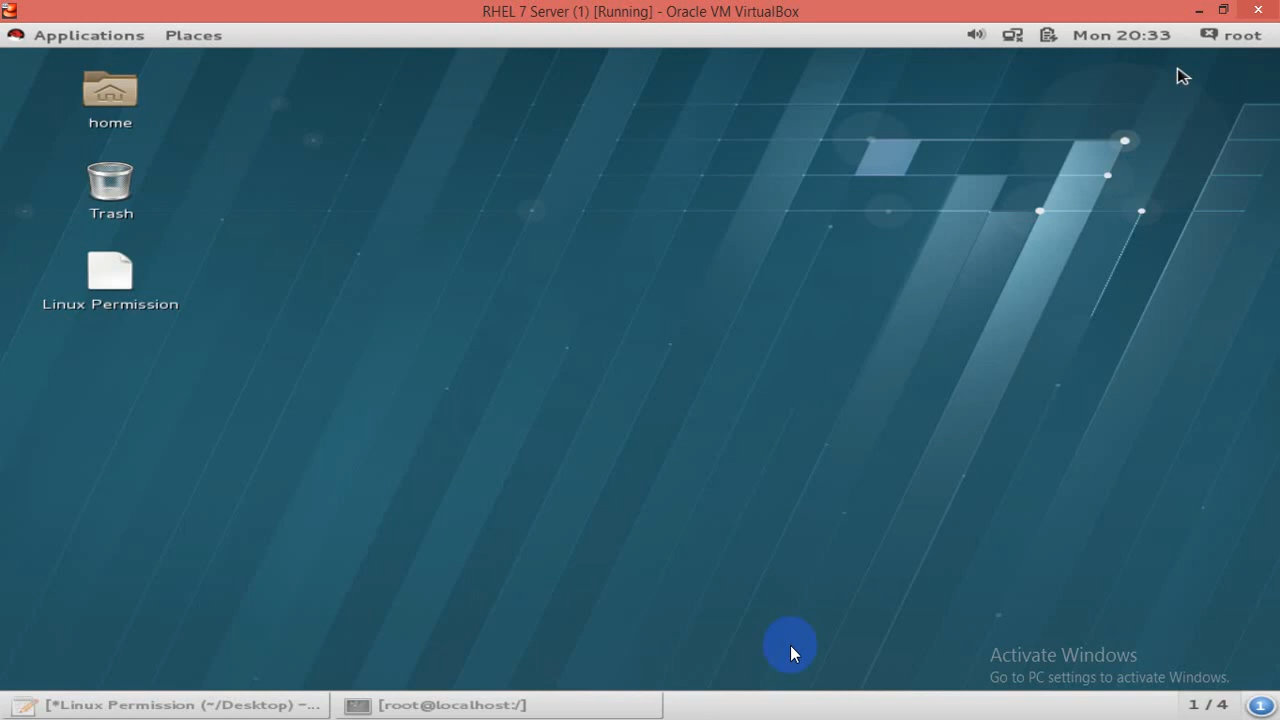 RHEL 7 Server (1) [Running] - Oracle VM VirtualBox
Applications Places Mon 20:33 root
home
Trash
Linux Permission
Activate Windows
Go to PC settings to activate Windows.
[*Linux Permission (~/Desktop) –... [root@localhost:/] 1 / 4 1